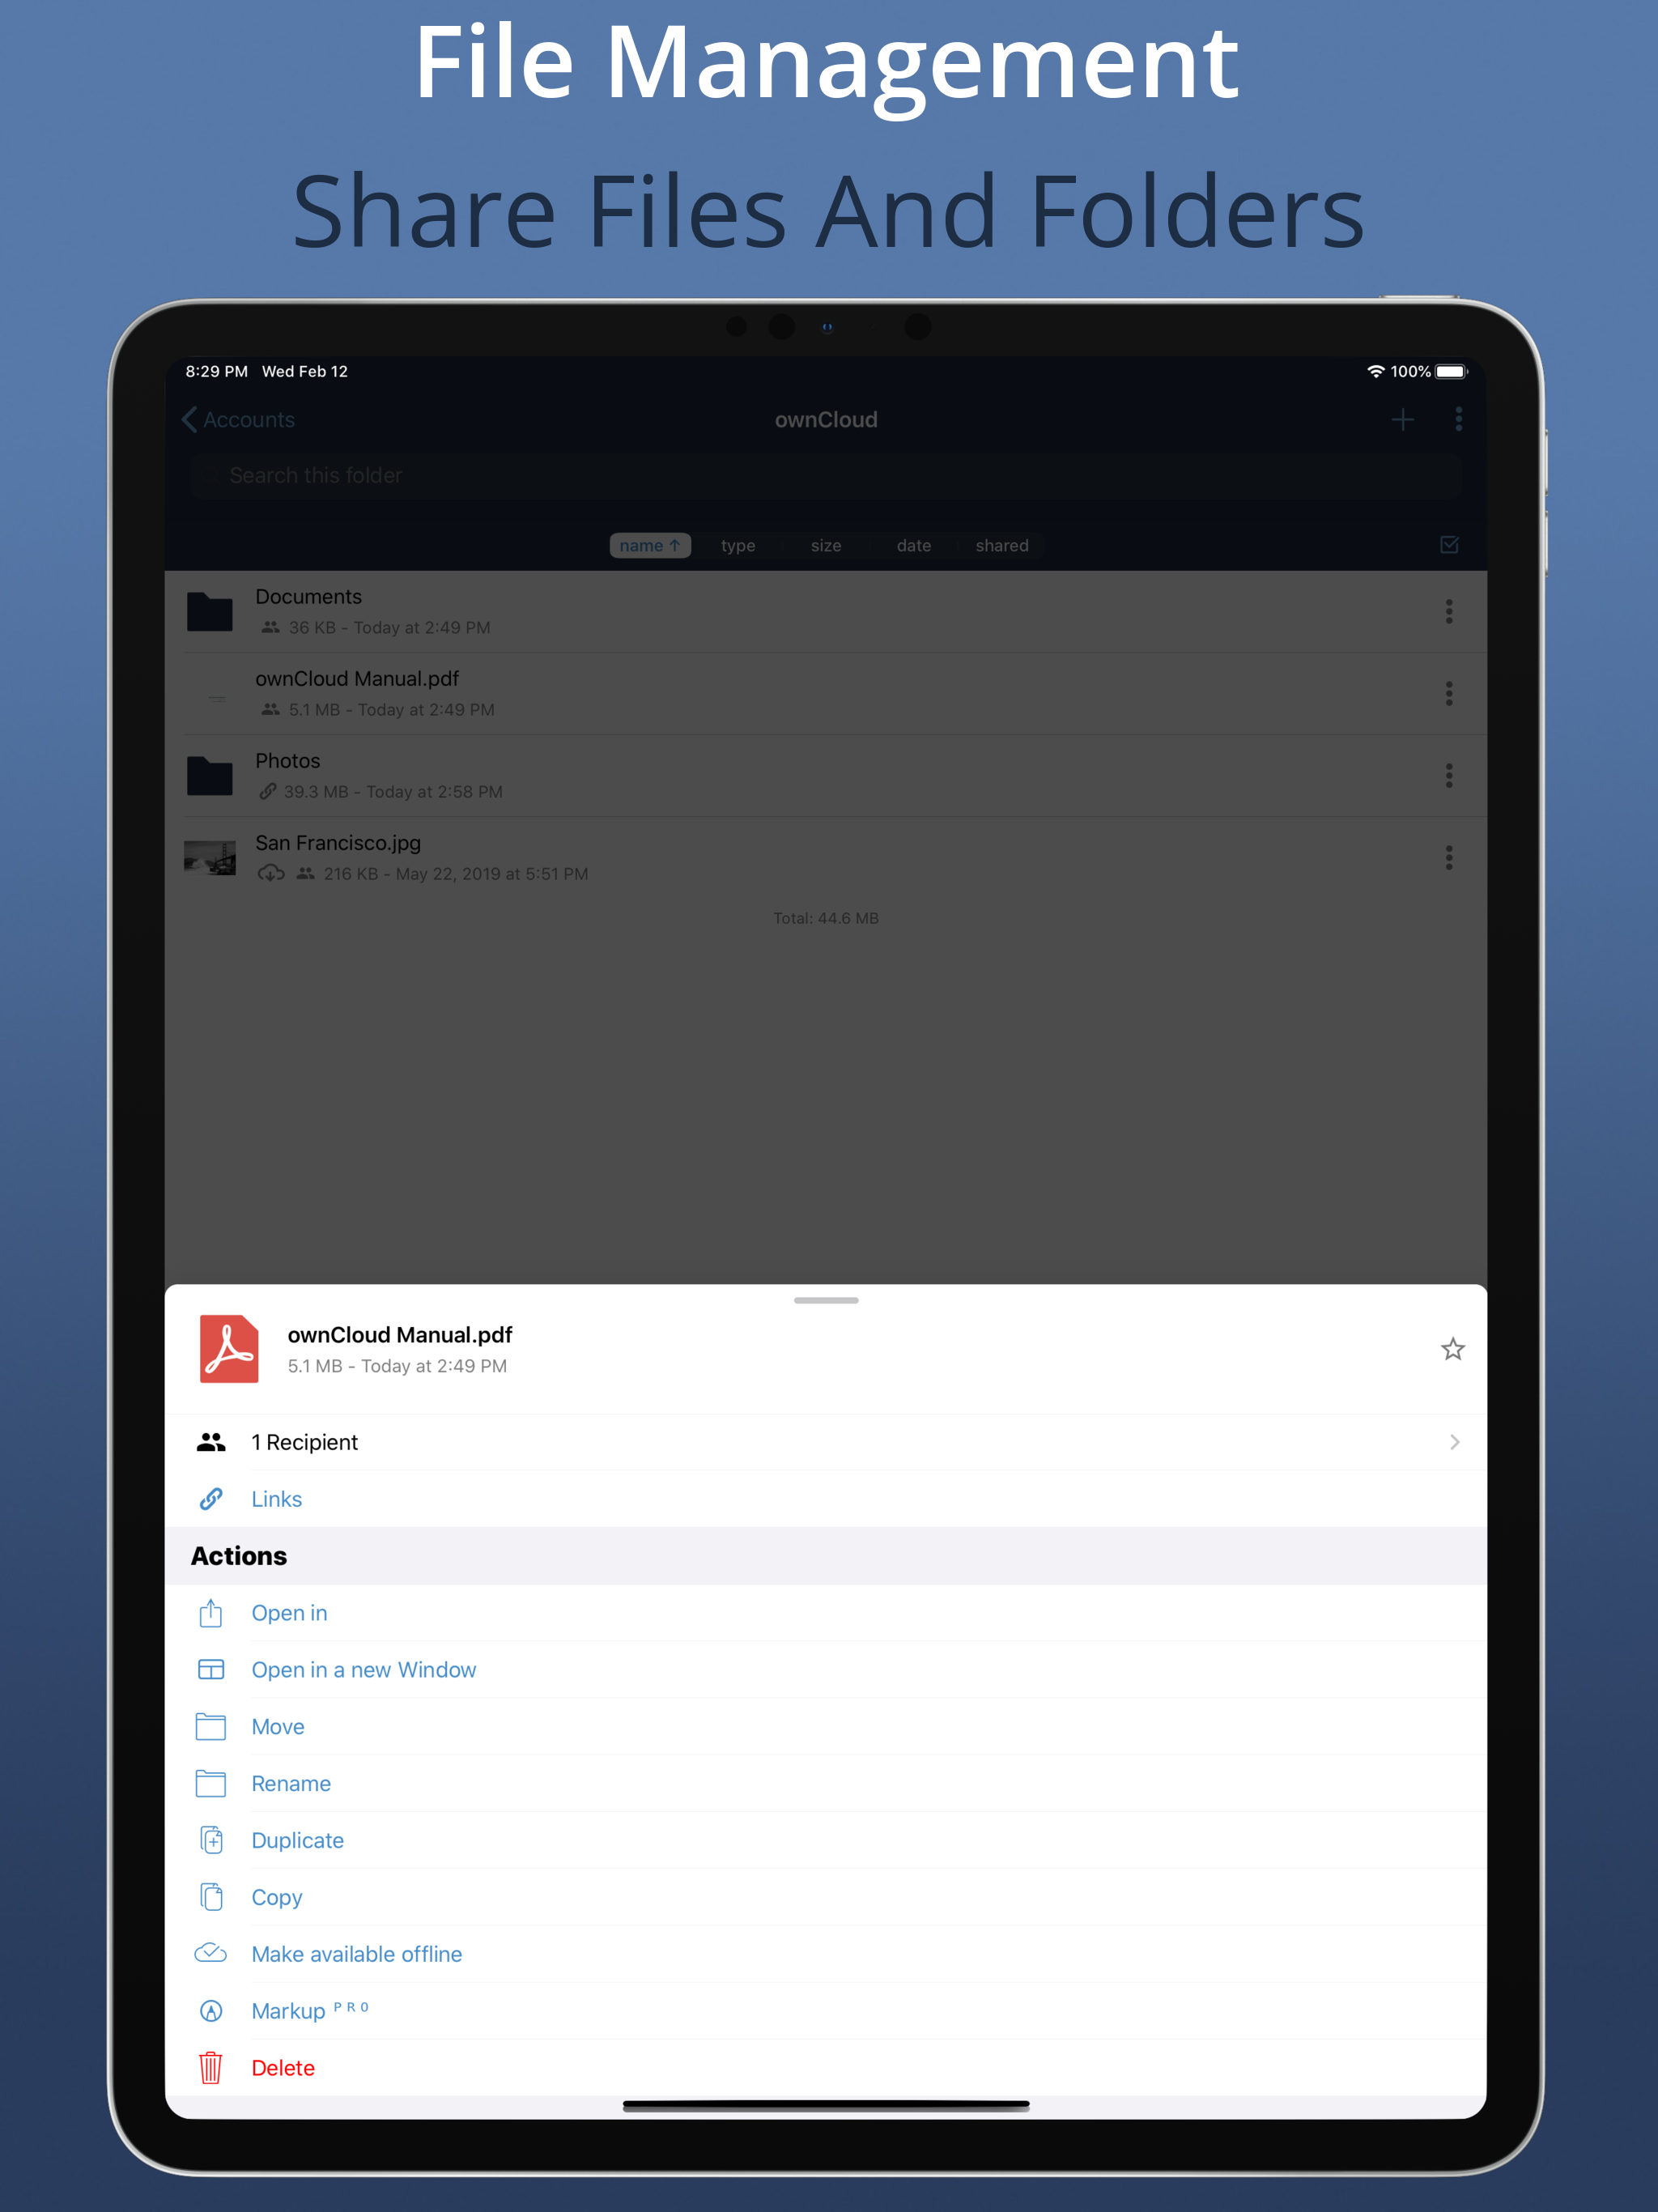 File Management
Share Files And Folders
8:29 PM Wed Feb 12
100%
Accounts
ownCloud
Search this folder
name ↑ type size date shared
Documents
36 KB - Today at 2:49 PM
ownCloud Manual.pdf
5.1 MB - Today at 2:49 PM
Photos
39.3 MB - Today at 2:58 PM
San Francisco.jpg
216 KB - May 22, 2019 at 5:51 PM
Total: 44.6 MB
ownCloud Manual.pdf
5.1 MB - Today at 2:49 PM
1 Recipient
Links
Actions
Open in
Open in a new Window
Move
Rename
Duplicate
Copy
Make available offline
Markup PRO
Delete